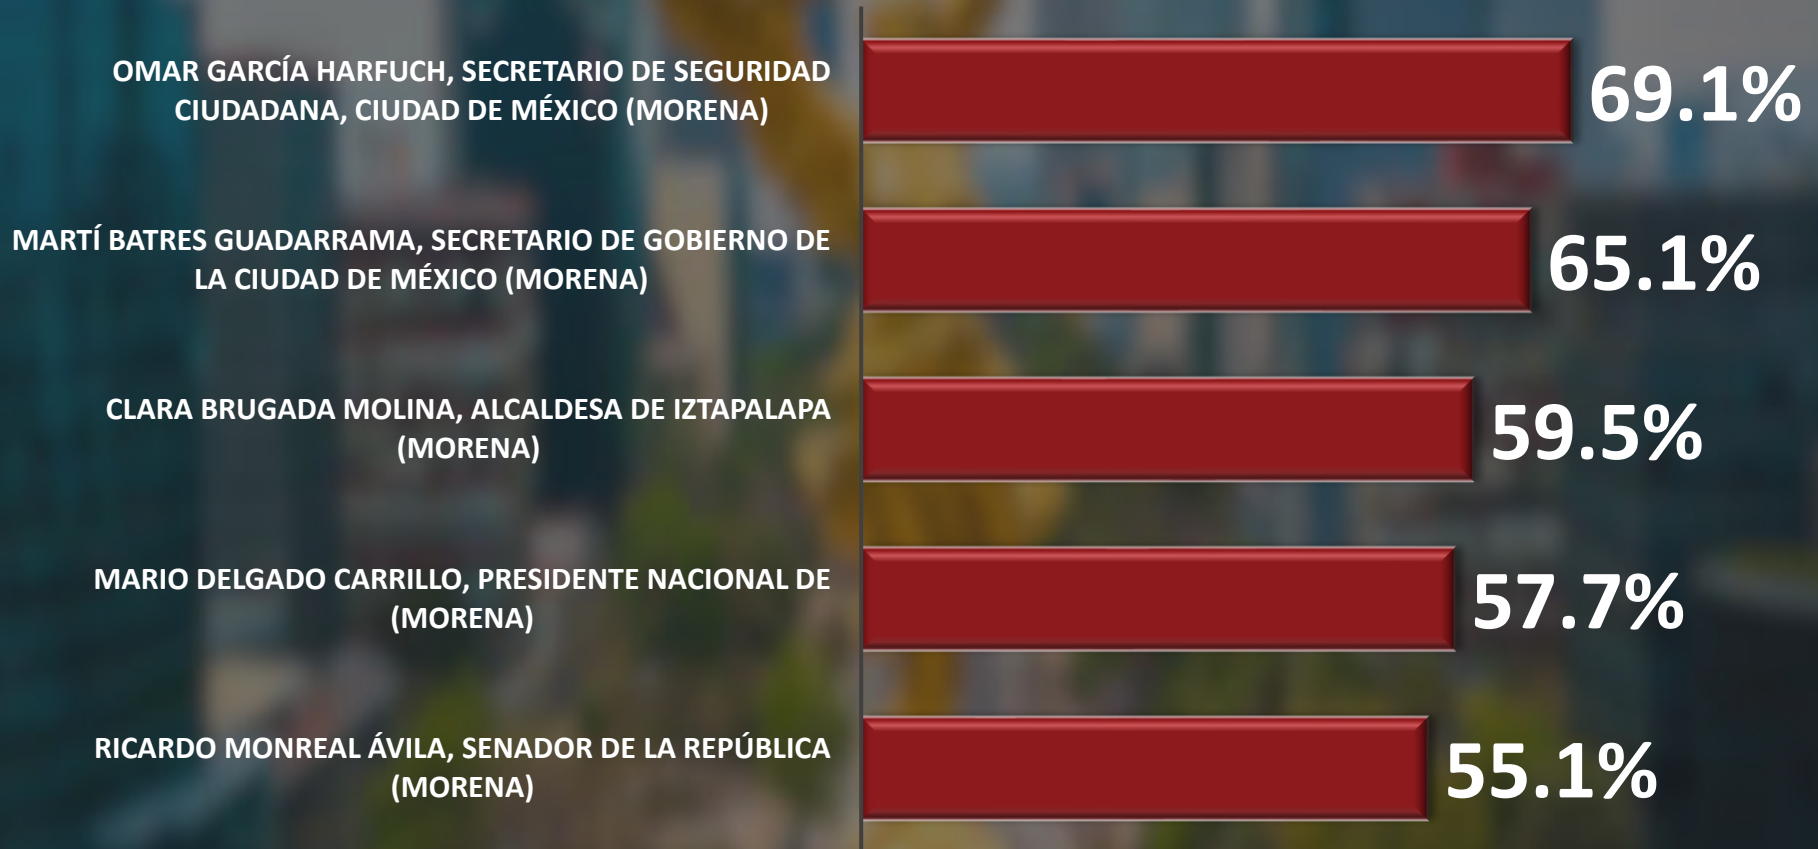 OMAR GARCÍA HARFUCH, SECRETARIO DE SEGURIDAD
CIUDADANA, CIUDAD DE MÉXICO (MORENA)
69.1%
MARTÍ BATRES GUADARRAMA, SECRETARIO DE GOBIERNO DE
LA CIUDAD DE MÉXICO (MORENA)
65.1%
CLARA BRUGADA MOLINA, ALCALDESA DE IZTAPALAPA
(MORENA)
59.5%
MARIO DELGADO CARRILLO, PRESIDENTE NACIONAL DE
(MORENA)
57.7%
RICARDO MONREAL ÁVILA, SENADOR DE LA REPÚBLICA
(MORENA)
55.1%